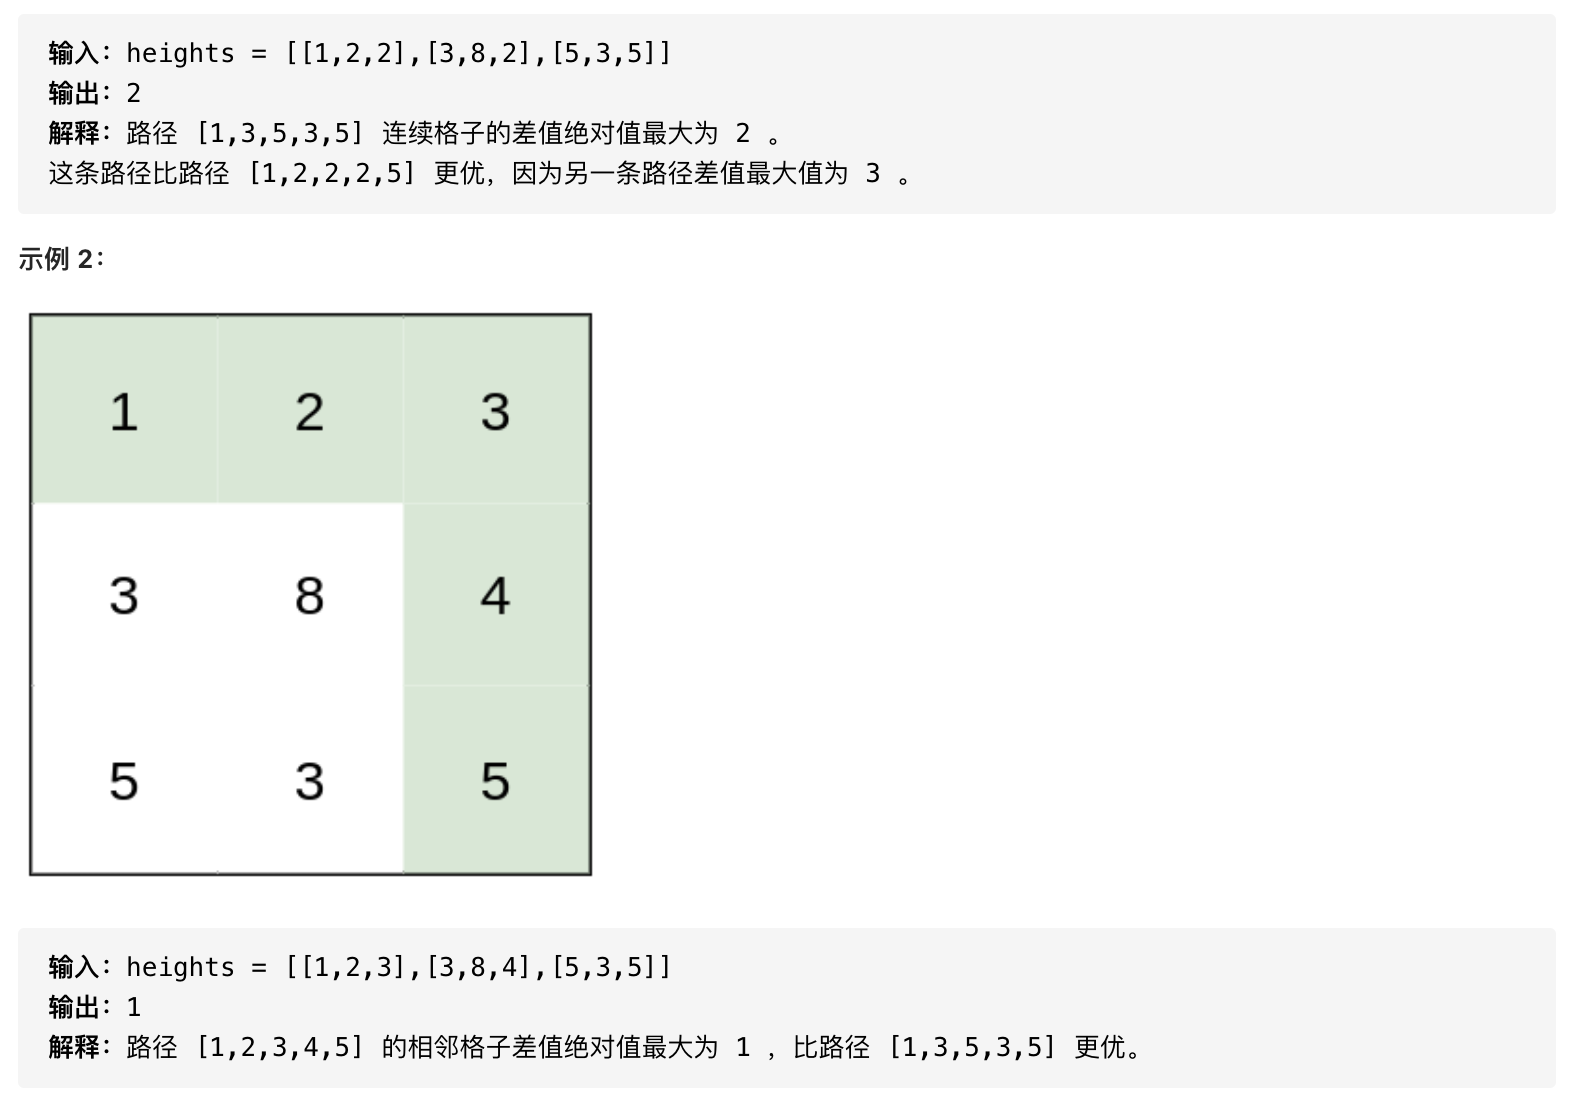 输入：heights = [[1,2,2],[3,8,2],[5,3,5]]
输出：2
解释：路径 [1,3,5,3,5] 连续格子的差值绝对值最大为 2 。
这条路径比路径 [1,2,2,2,5] 更优，因为另一条路径差值最大值为 3 。
示例 2：
1 2 3
3 8 4
5 3 5
输入：heights = [[1,2,3],[3,8,4],[5,3,5]]
输出：1
解释：路径 [1,2,3,4,5] 的相邻格子差值绝对值最大为 1 ，比路径 [1,3,5,3,5] 更优。